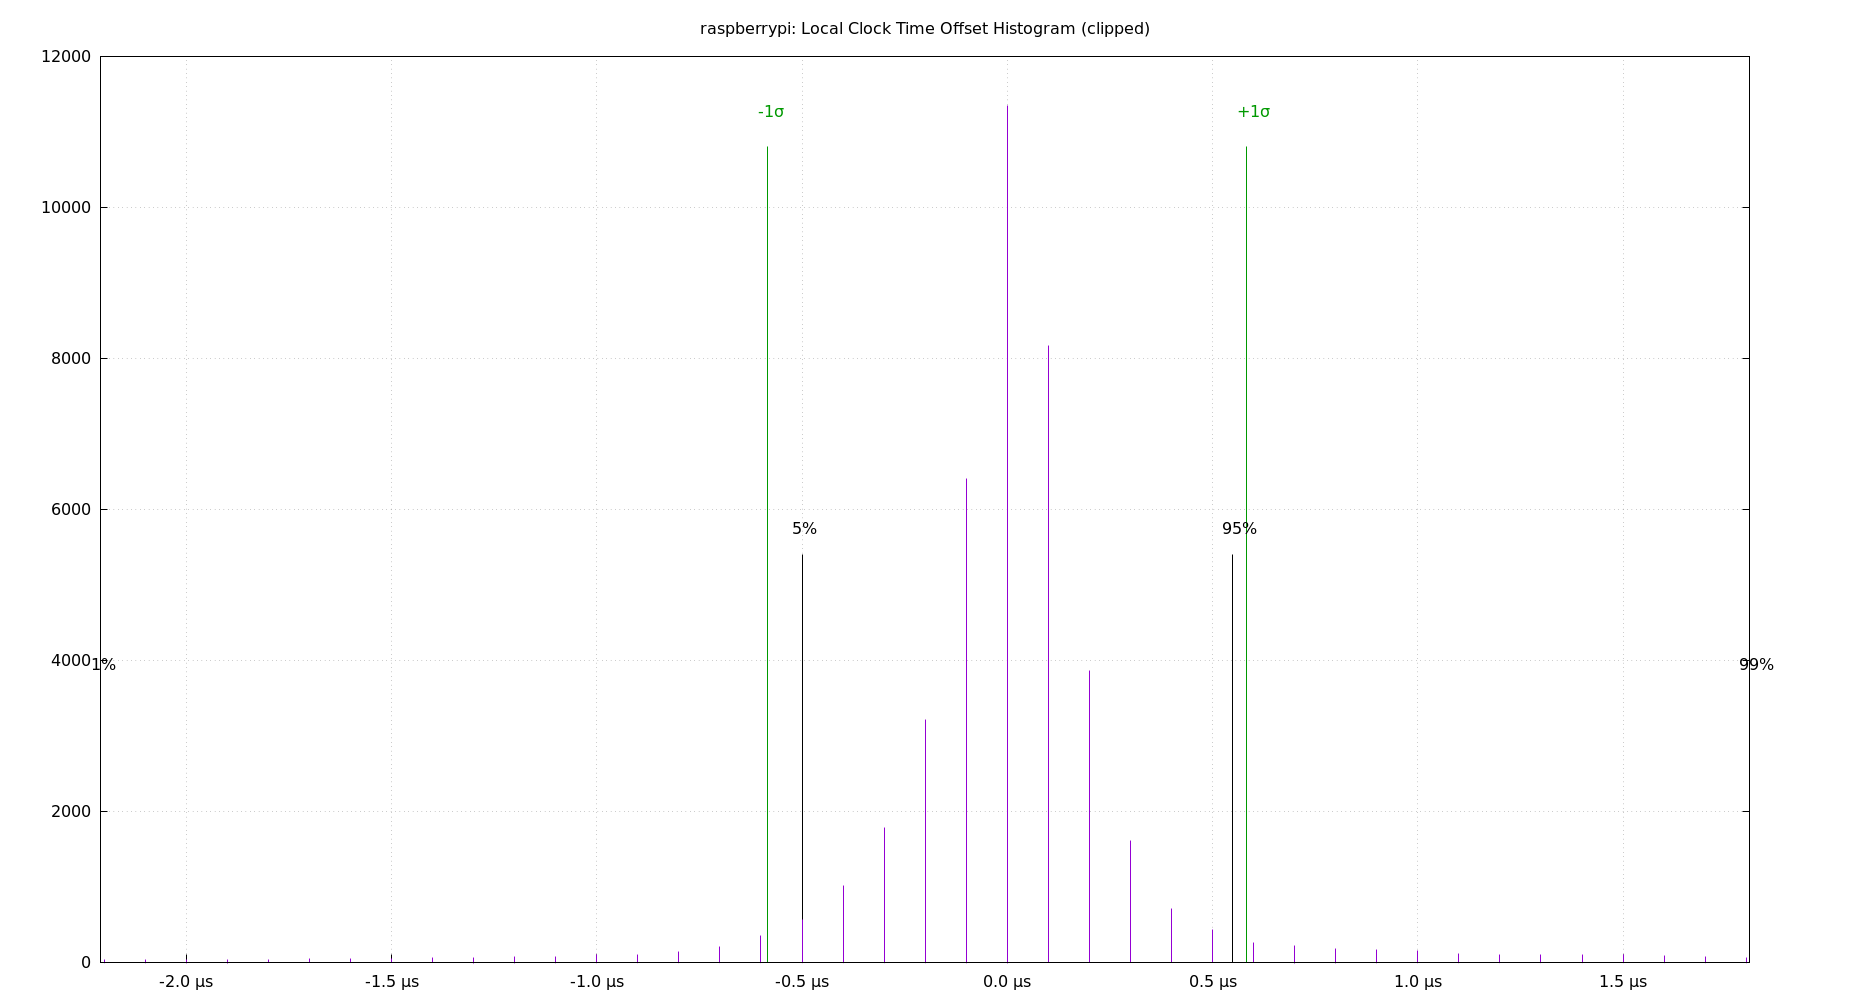 raspberrypi: Local Clock Time Offset Histogram (clipped)
12000
-1σ
+1σ
10000
8000
6000
5%
95%
4000
1%
99%
2000
0
-2.0 μs
-1.5 μs
-1.0 μs
-0.5 μs
0.0 μs
0.5 μs
1.0 μs
1.5 μs